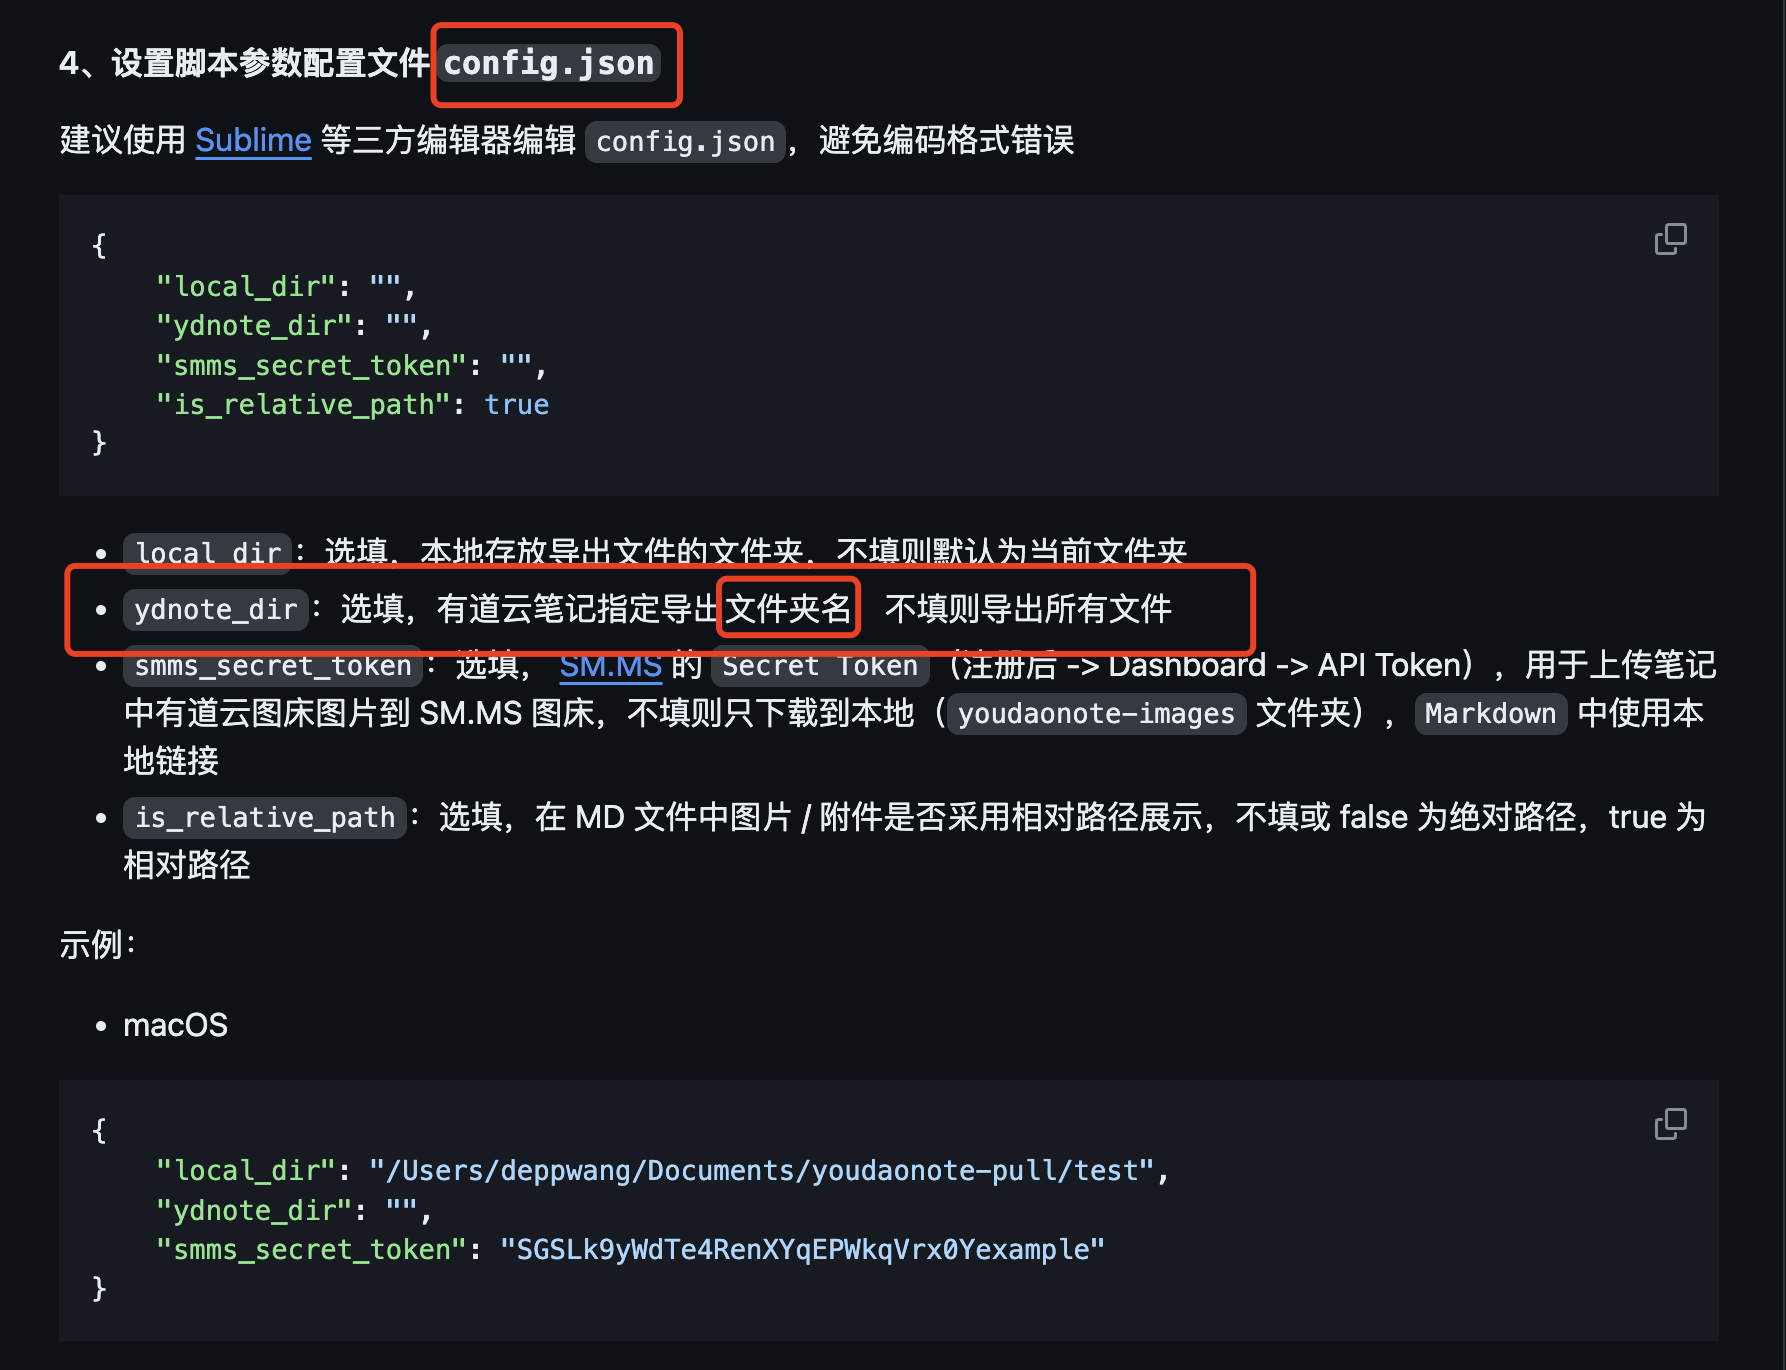 4、设置脚本参数配置文件 config.json
建议使用 Sublime 等三方编辑器编辑 config.json，避免编码格式错误
{
    "local_dir": "",
    "ydnote_dir": "",
    "smms_secret_token": "",
    "is_relative_path": true
}
local_dir：选填，本地存放导出文件的文件夹，不填则默认为当前文件夹
ydnote_dir：选填，有道云笔记指定导出文件夹名 不填则导出所有文件
smms_secret_token：选填， SM.MS 的 Secret Token（注册后 -> Dashboard -> API Token），用于上传笔记
中有道云图床图片到 SM.MS 图床，不填则只下载到本地（youdaonote-images 文件夹），Markdown 中使用本
地链接
is_relative_path：选填，在 MD 文件中图片 / 附件是否采用相对路径展示，不填或 false 为绝对路径，true 为
相对路径
示例：
macOS
{
    "local_dir": "/Users/deppwang/Documents/youdaonote-pull/test",
    "ydnote_dir": "",
    "smms_secret_token": "SGSLk9yWdTe4RenXYqEPWkqVrx0Yexample"
}